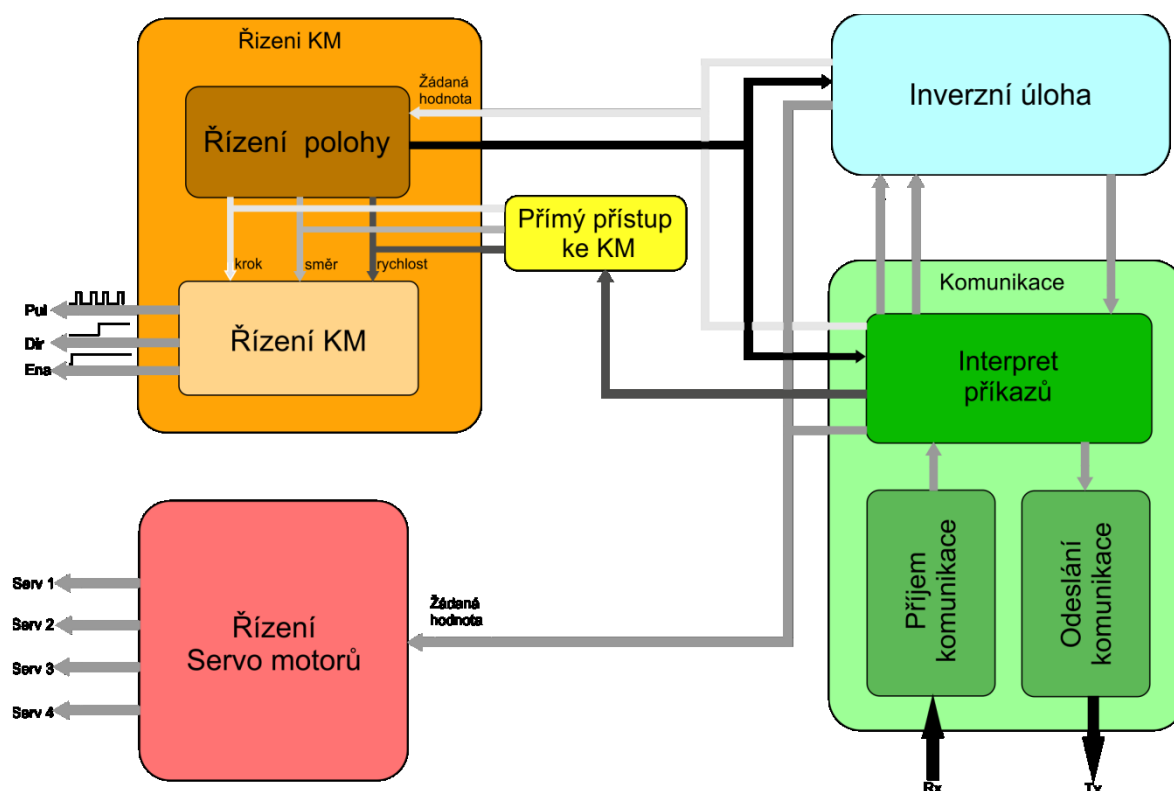 Řizeni KM
Žádaná
hodnota
Řízení polohy
krok
směr
rychlost
Řízení KM
Pul
Dir
Ena
Přímý přístup
ke KM
Inverzní úloha
Komunikace
Interpret
příkazů
Příjem
komunikace
Odeslání
komunikace
Rx
Tx
Řízení
Servo motorů
Žádaná
hodnota
Serv 1
Serv 2
Serv 3
Serv 4